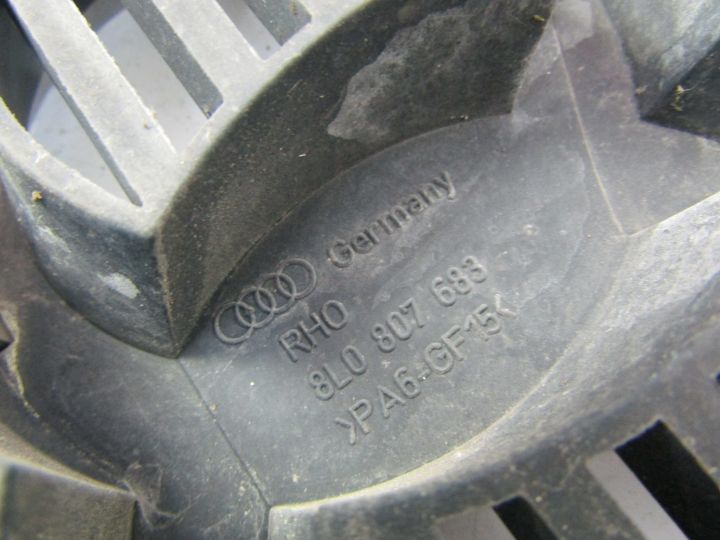 Germany
RHO
8L0 807 683
>PA6-GF15<